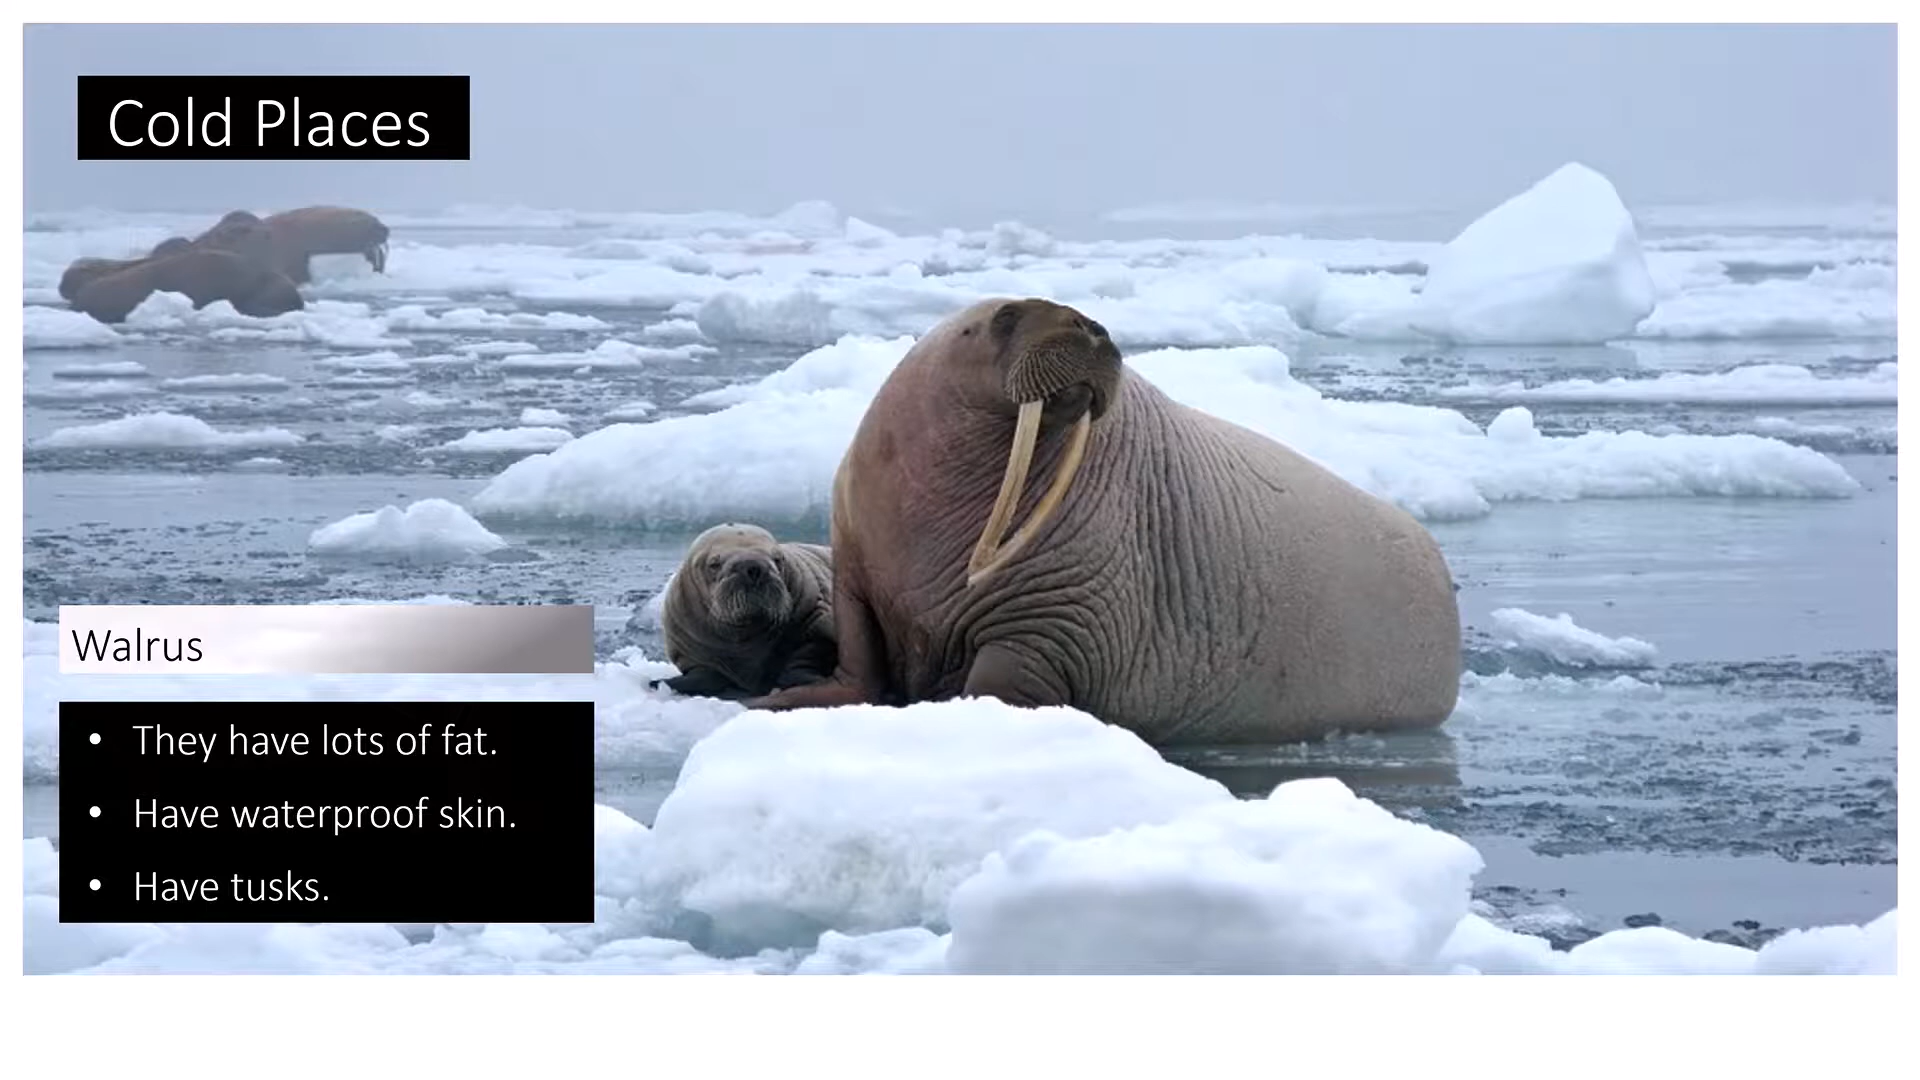 Cold Places
Walrus
• They have lots of fat.
• Have waterproof skin.
• Have tusks.